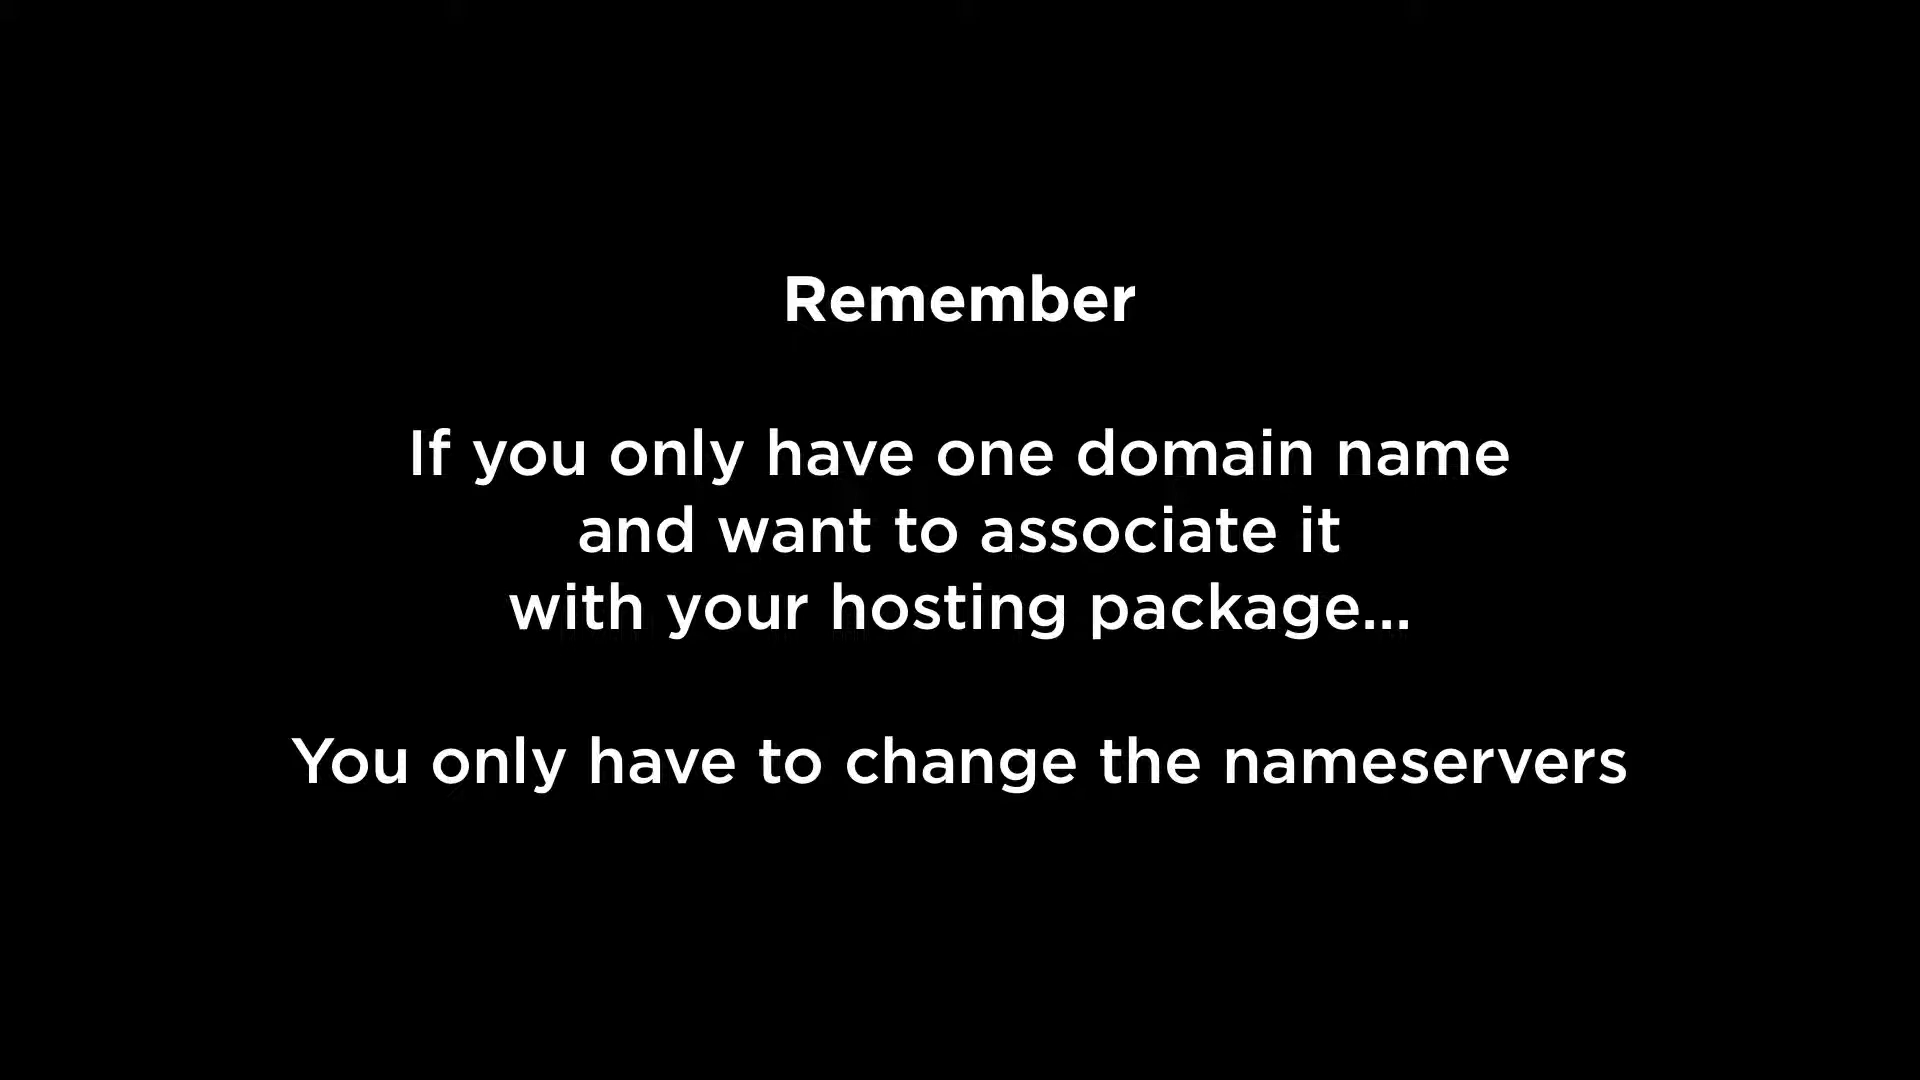 Remember
If you only have one domain name
and want to associate it
with your hosting package...
You only have to change the nameservers